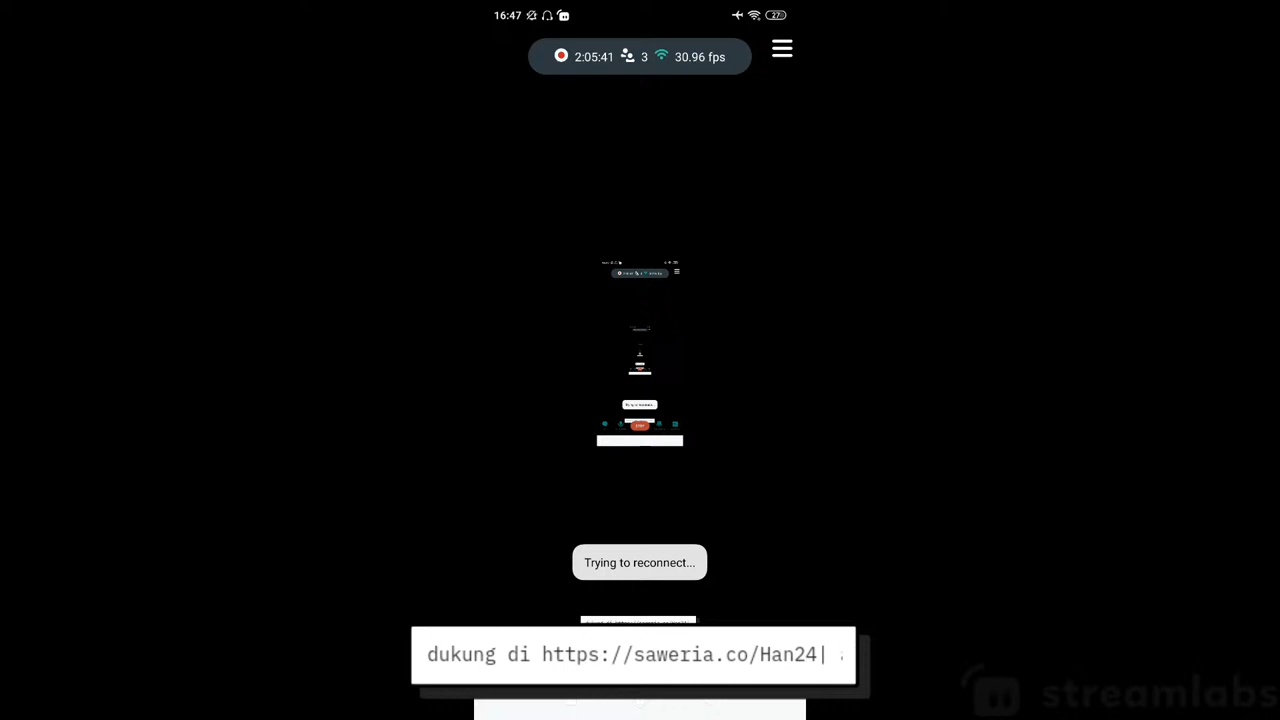 16:47
27
2:05:41 3 30.96 fps
Trying to reconnect...
dukung di https://saweria.co/Han24|
streamlabs